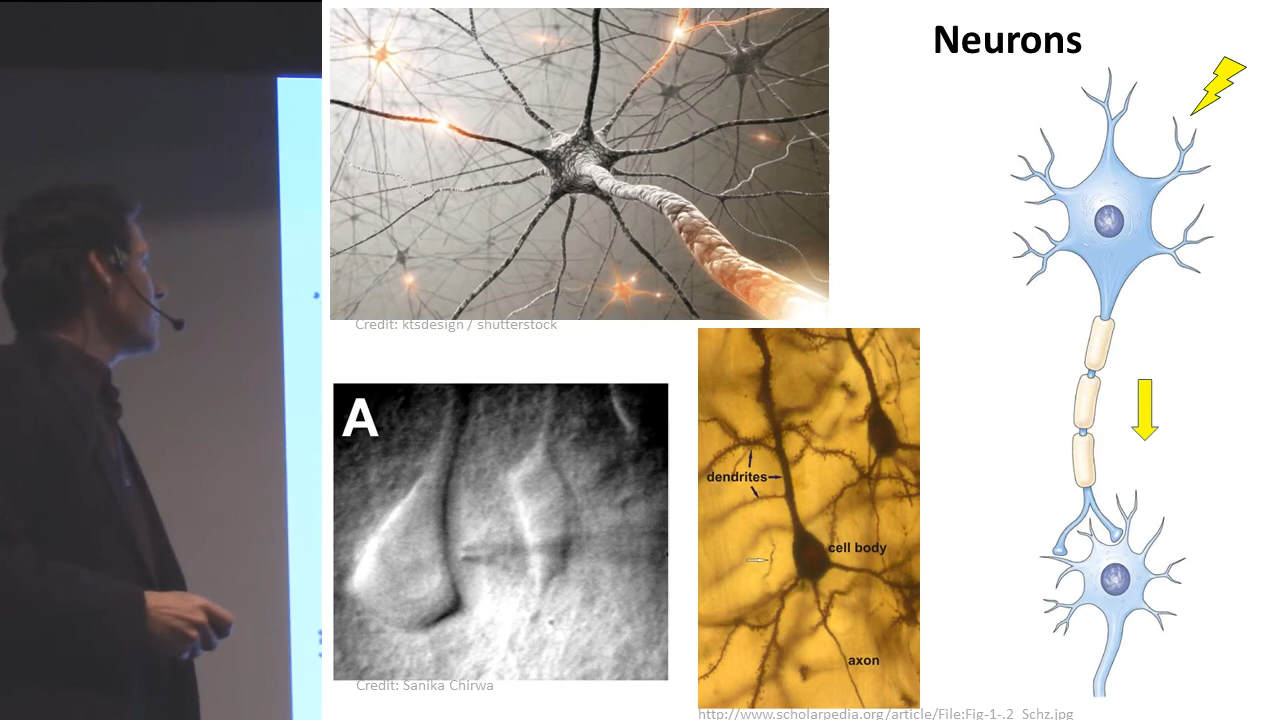 Neurons
Credit: ktsdesign / shutterstock
A
Credit: Sanika Chirwa
dendrites
cell body
axon
http://www.scholarpedia.org/article/File:Fig-1-.2_Schz.jpg